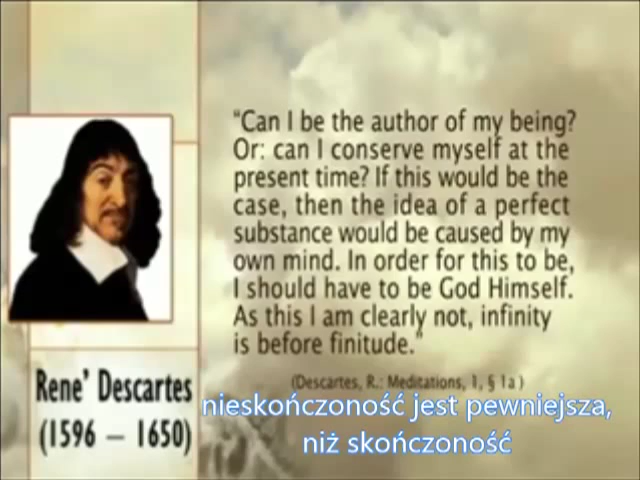 “Can I be the author of my being?
Or: can I conserve myself at the
present time? If this would be the
case, then the idea of a perfect
substance would be caused by my
own mind. In order for this to be,
I should have to be God Himself.
As this I am clearly not, infinity
is before finitude.”
(Descartes, R.: Meditations, 1, § 1a)
Rene’ Descartes
(1596 – 1650)
nieskończoność jest pewniejsza,
niż skończoność